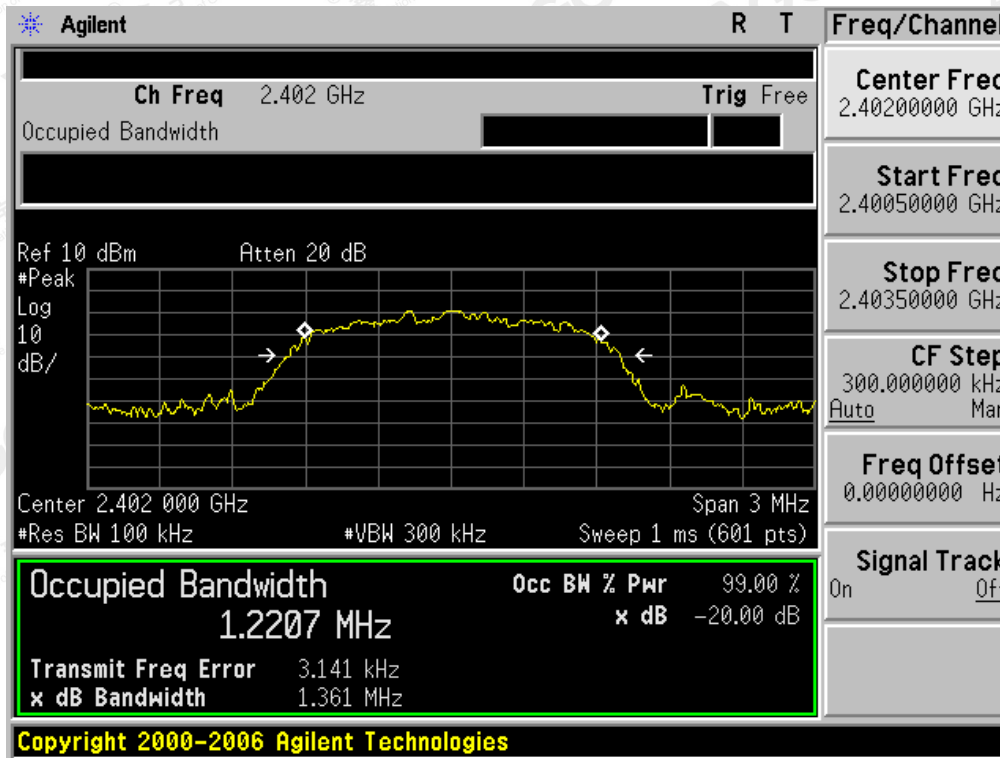 Agilent R T Freq/Channel
Ch Freq 2.402 GHz Trig Free
Occupied Bandwidth
Center Freq
2.40200000 GHz
Start Freq
2.40050000 GHz
Stop Freq
2.40350000 GHz
CF Step
300.000000 kHz
Auto Man
Freq Offset
0.00000000 Hz
Signal Track
On Off
Ref 10 dBm Atten 20 dB
#Peak
Log
10
dB/
Center 2.402 000 GHz Span 3 MHz
#Res BW 100 kHz #VBW 300 kHz Sweep 1 ms (601 pts)
Occupied Bandwidth Occ BW % Pwr 99.00 %
1.2207 MHz x dB -20.00 dB
Transmit Freq Error 3.141 kHz
x dB Bandwidth 1.361 MHz
Copyright 2000-2006 Agilent Technologies